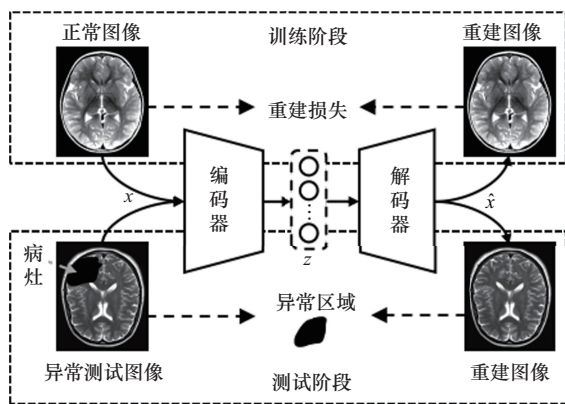 正常图像
训练阶段
重建图像
重建损失
编码器
解码器
x
x̂
z
病灶
异常区域
异常测试图像
测试阶段
重建图像